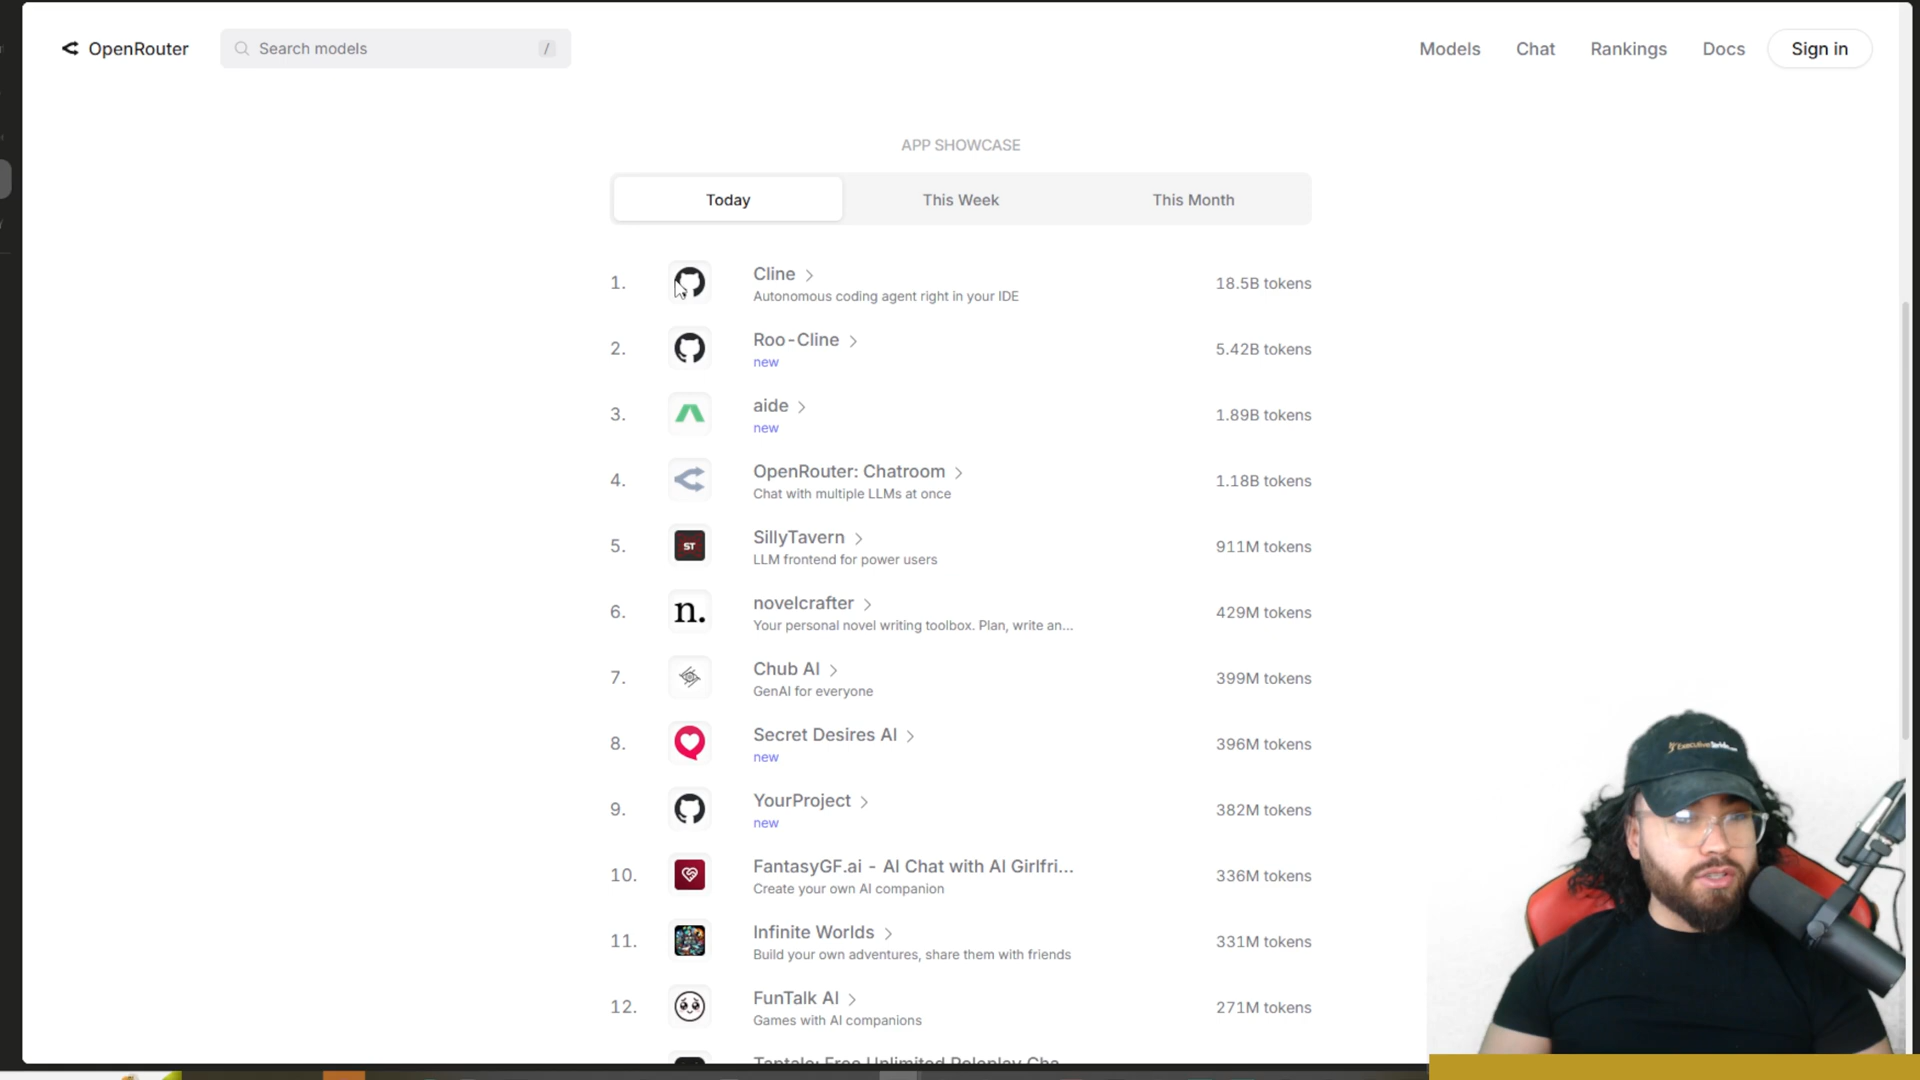 OpenRouter
Search models
/
Models
Chat
Rankings
Docs
Sign in
APP SHOWCASE
Today
This Week
This Month
1.
Cline
Autonomous coding agent right in your IDE
18.5B tokens
2.
Roo-Cline
new
5.42B tokens
3.
aide
new
1.89B tokens
4.
OpenRouter: Chatroom
Chat with multiple LLMs at once
1.18B tokens
5.
ST
SillyTavern
LLM frontend for power users
911M tokens
6.
n.
novelcrafter
Your personal novel writing toolbox. Plan, write an...
429M tokens
7.
Chub AI
GenAI for everyone
399M tokens
8.
Secret Desires AI
new
396M tokens
9.
YourProject
new
382M tokens
10.
FantasyGF.ai - AI Chat with AI Girlfri...
Create your own AI companion
336M tokens
11.
Infinite Worlds
Build your own adventures, share them with friends
331M tokens
12.
FunTalk AI
Games with AI companions
271M tokens